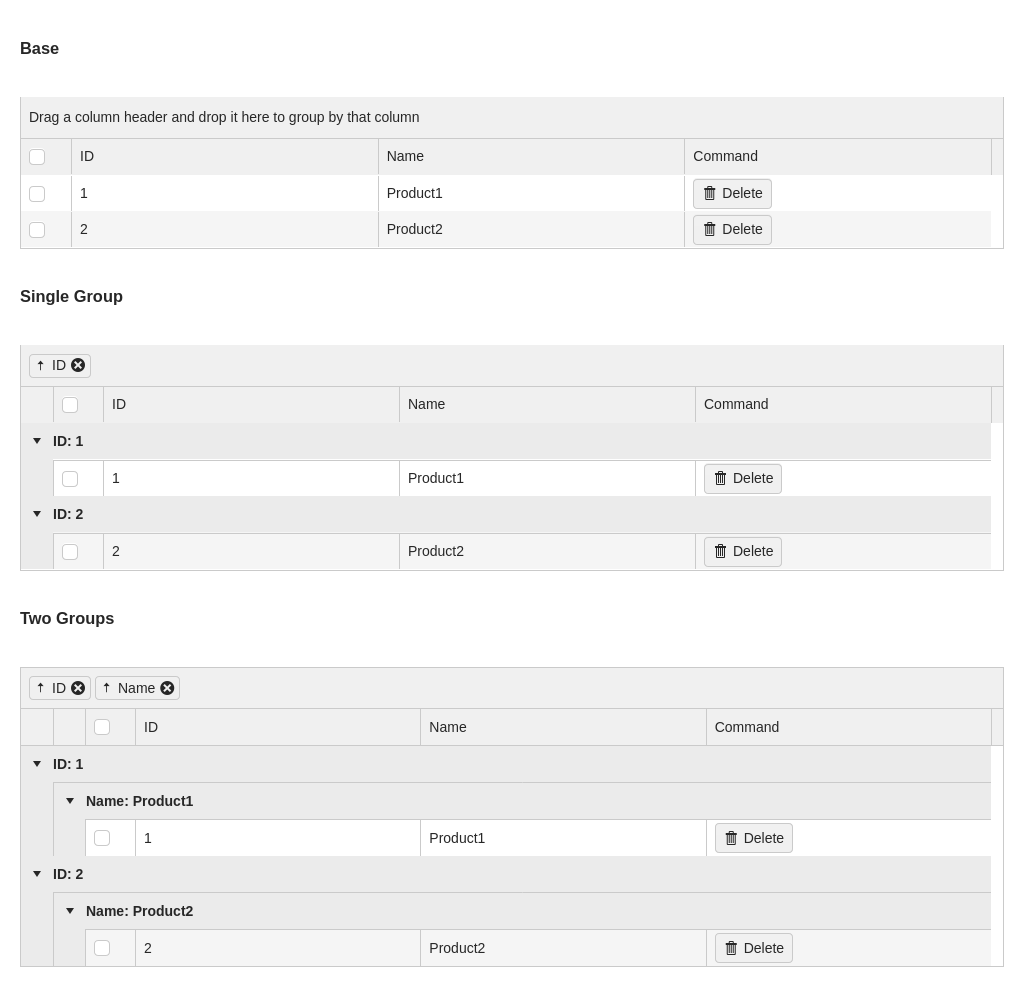 Base
Drag a column header and drop it here to group by that column
ID Name Command
1 Product1 Delete
2 Product2 Delete
Single Group
ID
ID Name Command
ID: 1
1 Product1 Delete
ID: 2
2 Product2 Delete
Two Groups
ID Name
ID Name Command
ID: 1
Name: Product1
1 Product1 Delete
ID: 2
Name: Product2
2 Product2 Delete